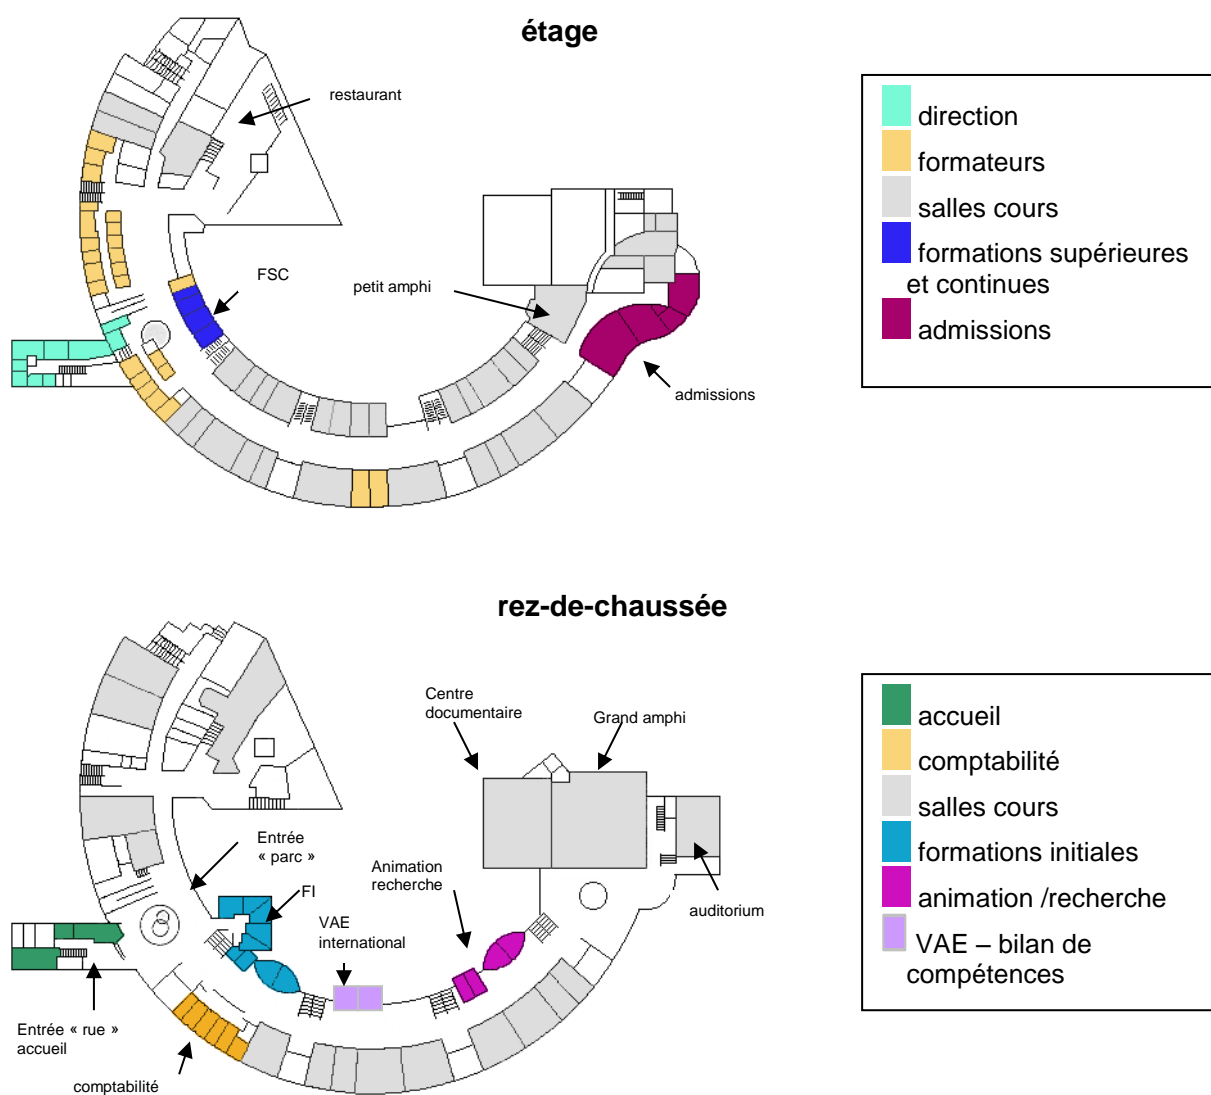 étage
restaurant
FSC
petit amphi
admissions
direction
formateurs
salles cours
formations supérieures
et continues
admissions
rez-de-chaussée
Centre
documentaire
Grand amphi
Entrée
« parc »
FI
VAE
international
Animation
recherche
auditorium
Entrée « rue »
accueil
comptabilité
accueil
comptabilité
salles cours
formations initiales
animation /recherche
VAE – bilan de
compétences